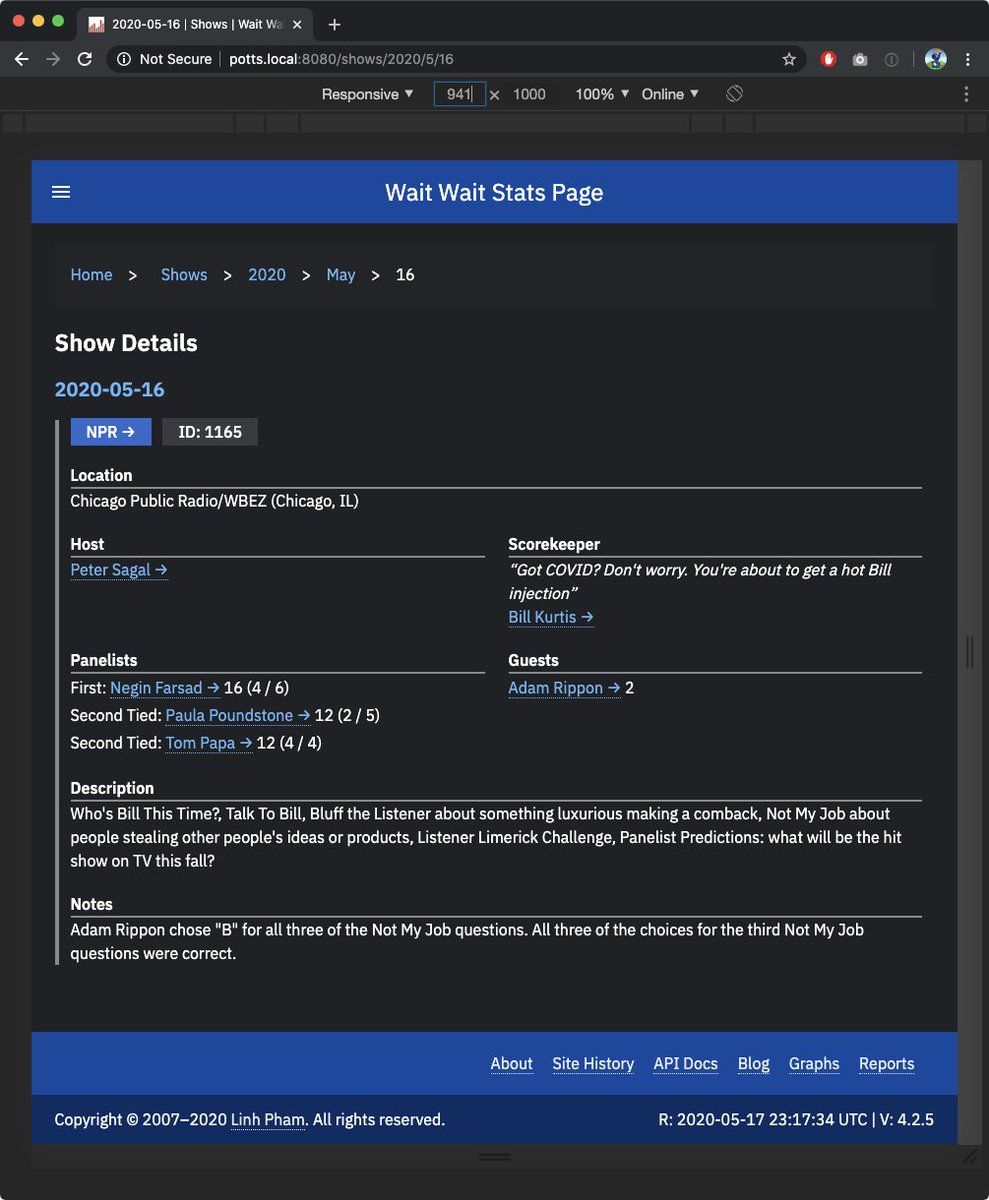 2020-05-16 | Shows | Wait Wa
Not Secure | potts.local:8080/shows/2020/5/16
Responsive ▼ 941 × 1000 100% ▼ Online ▼
Wait Wait Stats Page
Home > Shows > 2020 > May > 16
Show Details
2020-05-16
NPR → ID: 1165
Location
Chicago Public Radio/WBEZ (Chicago, IL)
Host
Peter Sagal →
Scorekeeper
“Got COVID? Don't worry. You're about to get a hot Bill
injection”
Bill Kurtis →
Panelists
First: Negin Farsad → 16 (4 / 6)
Second Tied: Paula Poundstone → 12 (2 / 5)
Second Tied: Tom Papa → 12 (4 / 4)
Guests
Adam Rippon → 2
Description
Who's Bill This Time?, Talk To Bill, Bluff the Listener about something luxurious making a comback, Not My Job about
people stealing other people's ideas or products, Listener Limerick Challenge, Panelist Predictions: what will be the hit
show on TV this fall?
Notes
Adam Rippon chose "B" for all three of the Not My Job questions. All three of the choices for the third Not My Job
questions were correct.
About Site History API Docs Blog Graphs Reports
Copyright © 2007–2020 Linh Pham. All rights reserved. R: 2020-05-17 23:17:34 UTC | V: 4.2.5